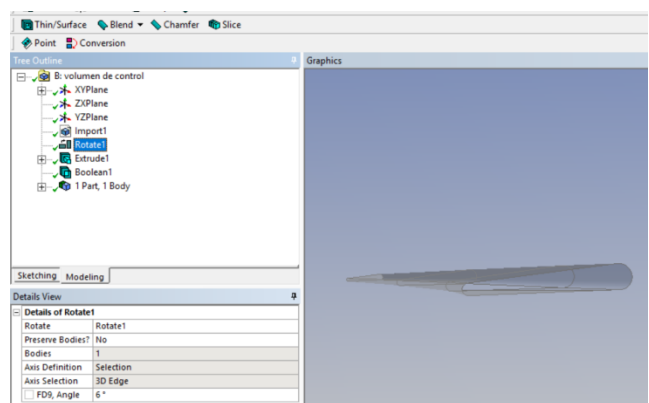 Thin/Surface Blend Chamfer Slice
Point Conversion
Tree Outline
Graphics
B: volumen de control
XYPlane
ZXPlane
YZPlane
Import1
Rotate1
Extrude1
Boolean1
1 Part, 1 Body
Sketching Modeling
Details View
Details of Rotate1
Rotate Rotate1
Preserve Bodies? No
Bodies 1
Axis Definition Selection
Axis Selection 3D Edge
FD9, Angle 6 °